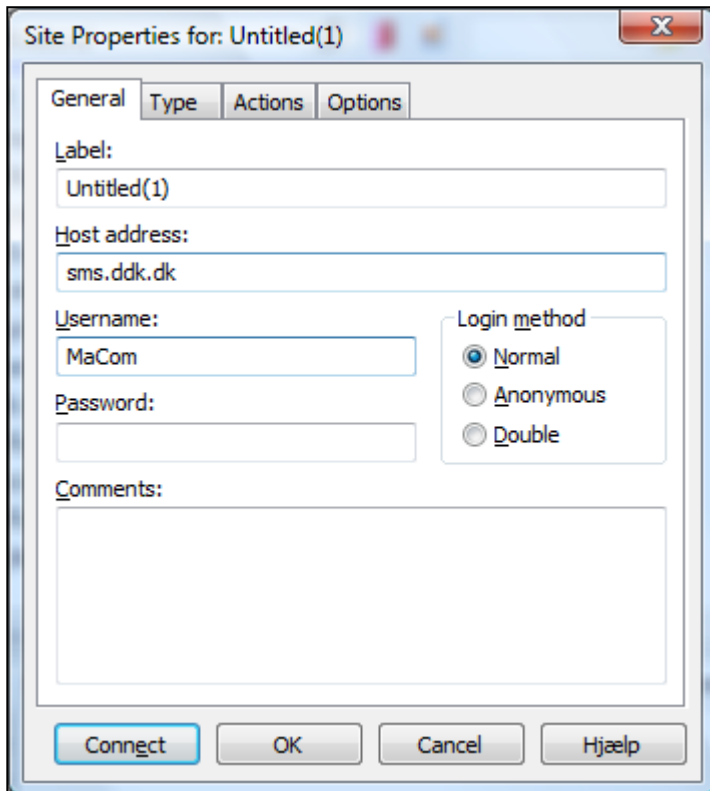 Site Properties for: Untitled(1)
General Type Actions Options
Label:
Untitled(1)
Host address:
sms.ddk.dk
Username:
MaCom
Password:
Login method
Normal
Anonymous
Double
Comments:
Connect OK Cancel Hjælp